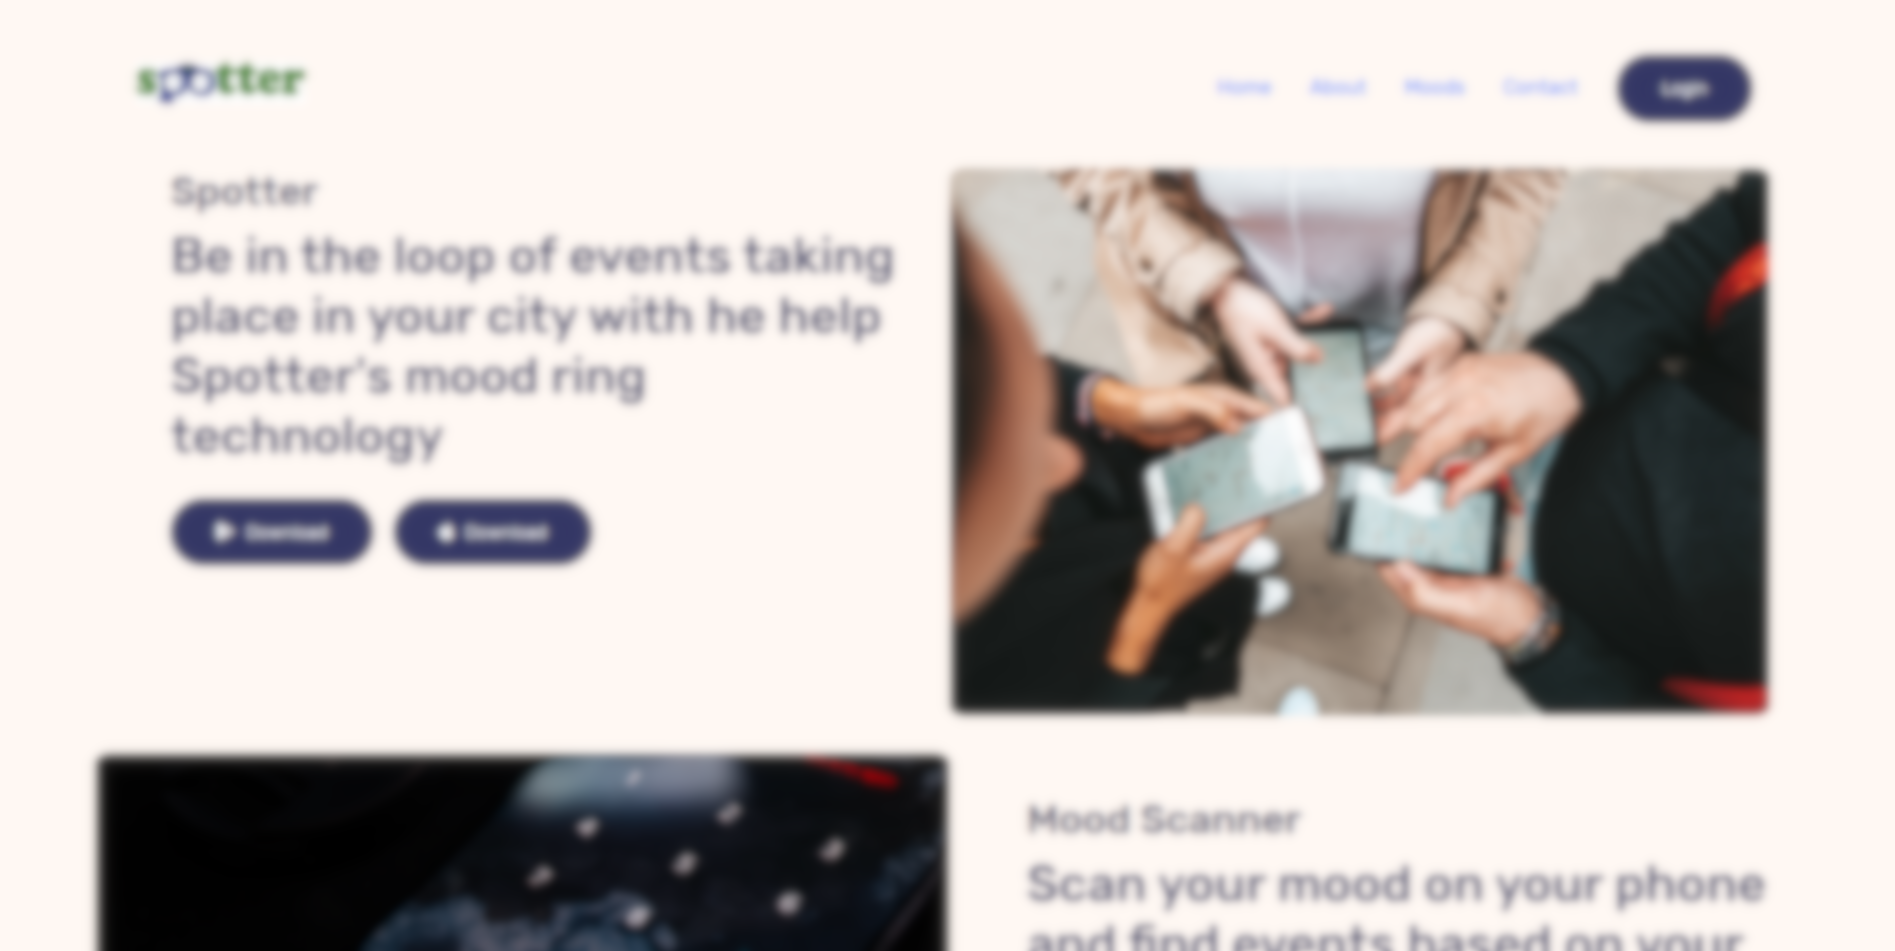 spotter
Home About Moods Contact Login
Spotter
Be in the loop of events taking
place in your city with he help
Spotter's mood ring
technology
Download Download
Mood Scanner
Scan your mood on your phone
and find events based on your